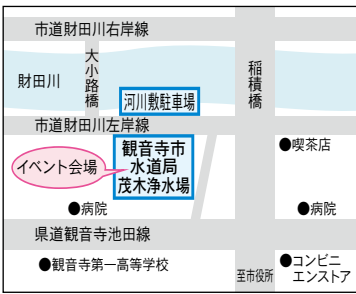 市道財田川右岸線
大小路橋
財田川
稲積橋
河川敷駐車場
市道財田川左岸線
観音寺市
水道局
茂木浄水場
イベント会場
●喫茶店
●病院
●病院
県道観音寺池田線
●観音寺第一高等学校
至市役所
●コンビニ
エンストア